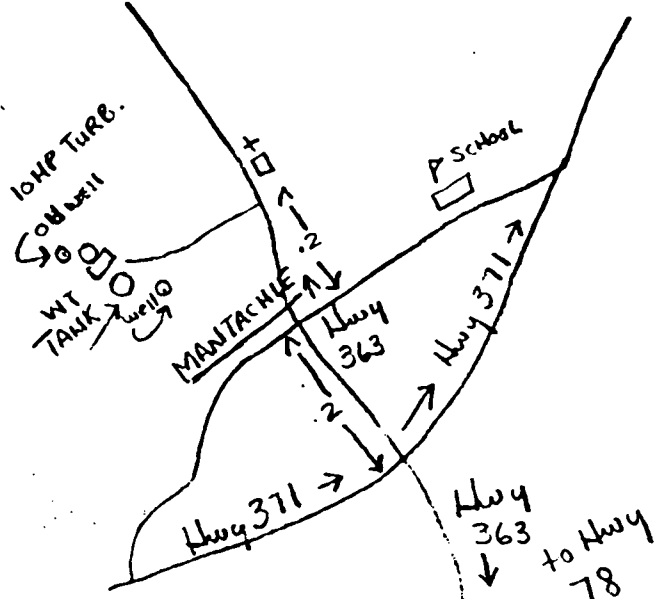 10HP TURB.
Old well
WT
TANK
well
MANTACHIE
P SCHOOL
.2
Hwy
363
.2
Hwy 371
Hwy 371
Hwy
363
to Hwy
78